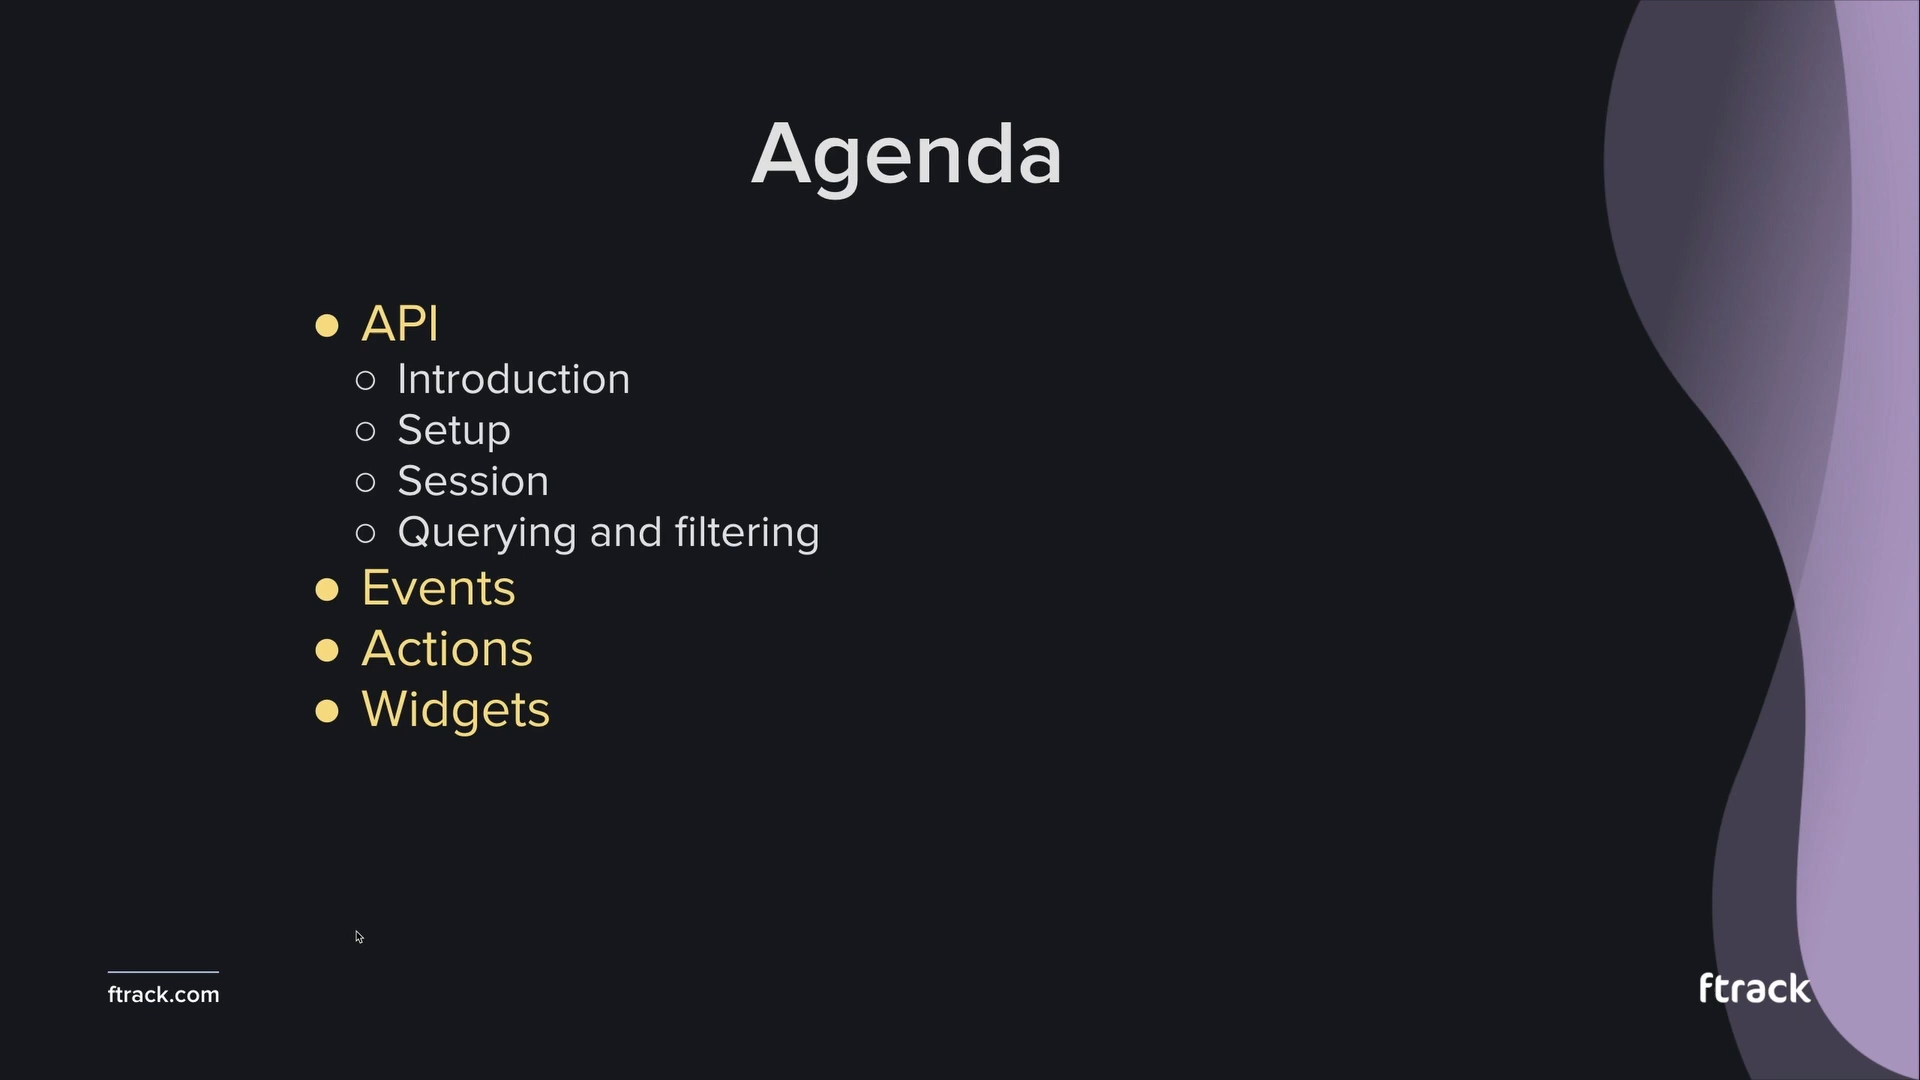 Agenda
● API
○ Introduction
○ Setup
○ Session
○ Querying and filtering
● Events
● Actions
● Widgets
ftrack.com
ftrack